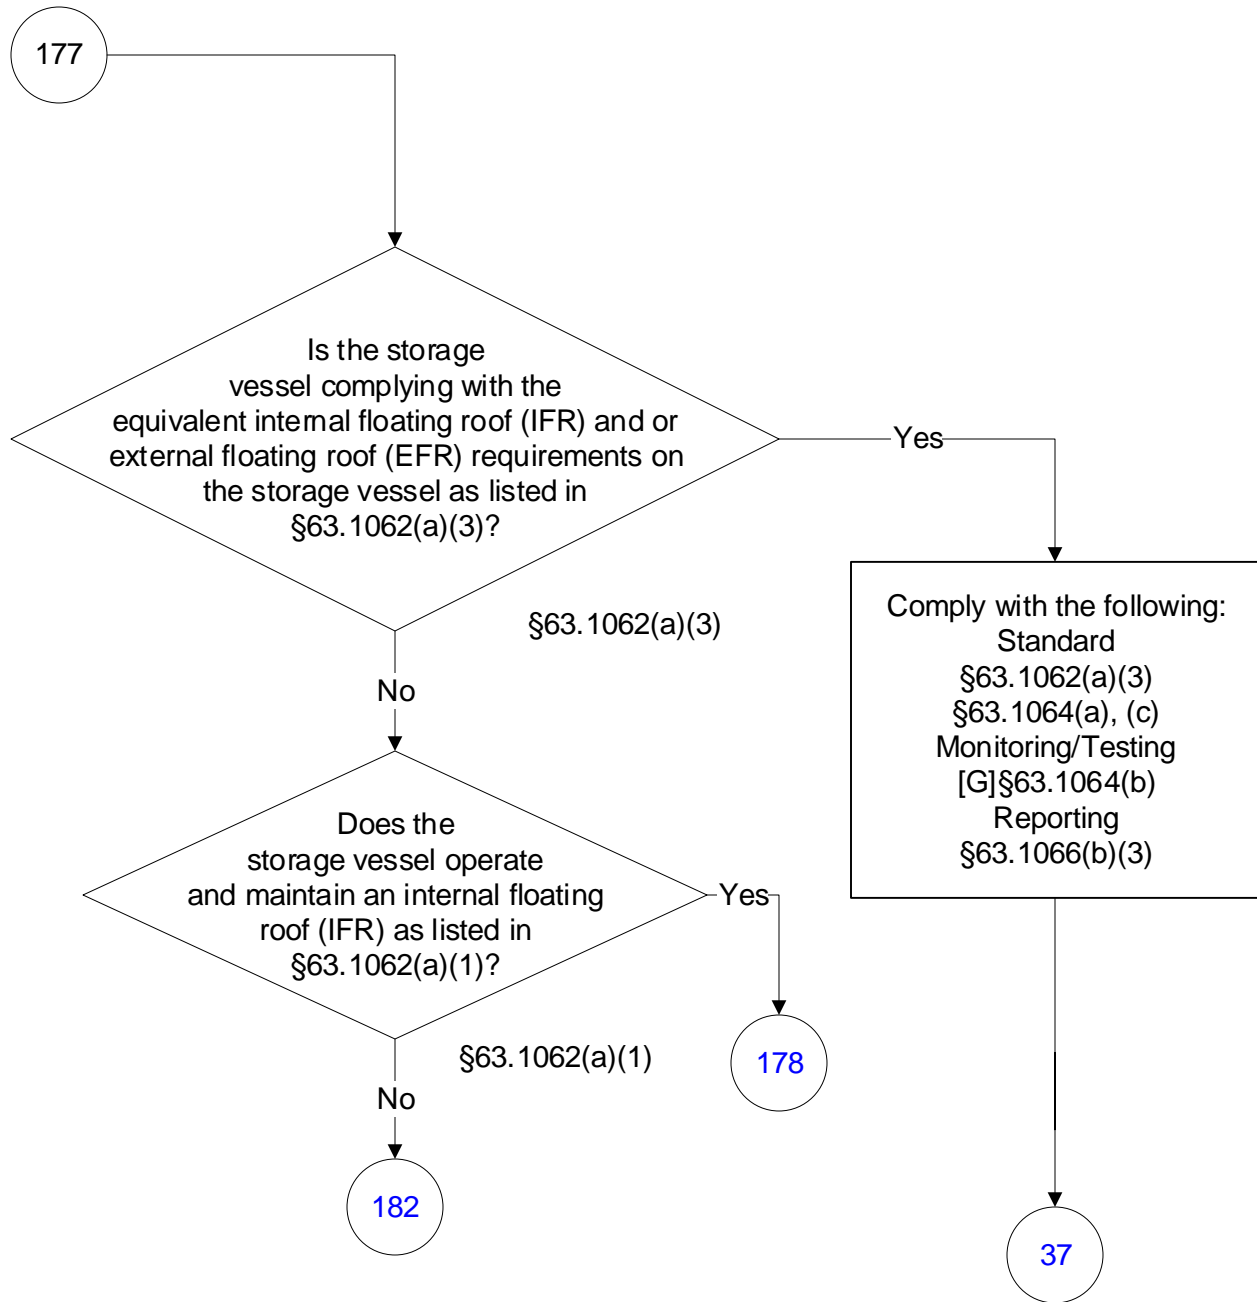 177
Is the storage
vessel complying with the
equivalent internal floating roof (IFR) and or
external floating roof (EFR) requirements on
the storage vessel as listed in
§63.1062(a)(3)?
Yes
§63.1062(a)(3)
No
Comply with the following:
Standard
§63.1062(a)(3)
§63.1064(a), (c)
Monitoring/Testing
[G]§63.1064(b)
Reporting
§63.1066(b)(3)
Does the
storage vessel operate
and maintain an internal floating
roof (IFR) as listed in
§63.1062(a)(1)?
Yes
§63.1062(a)(1)
No
178
182
37